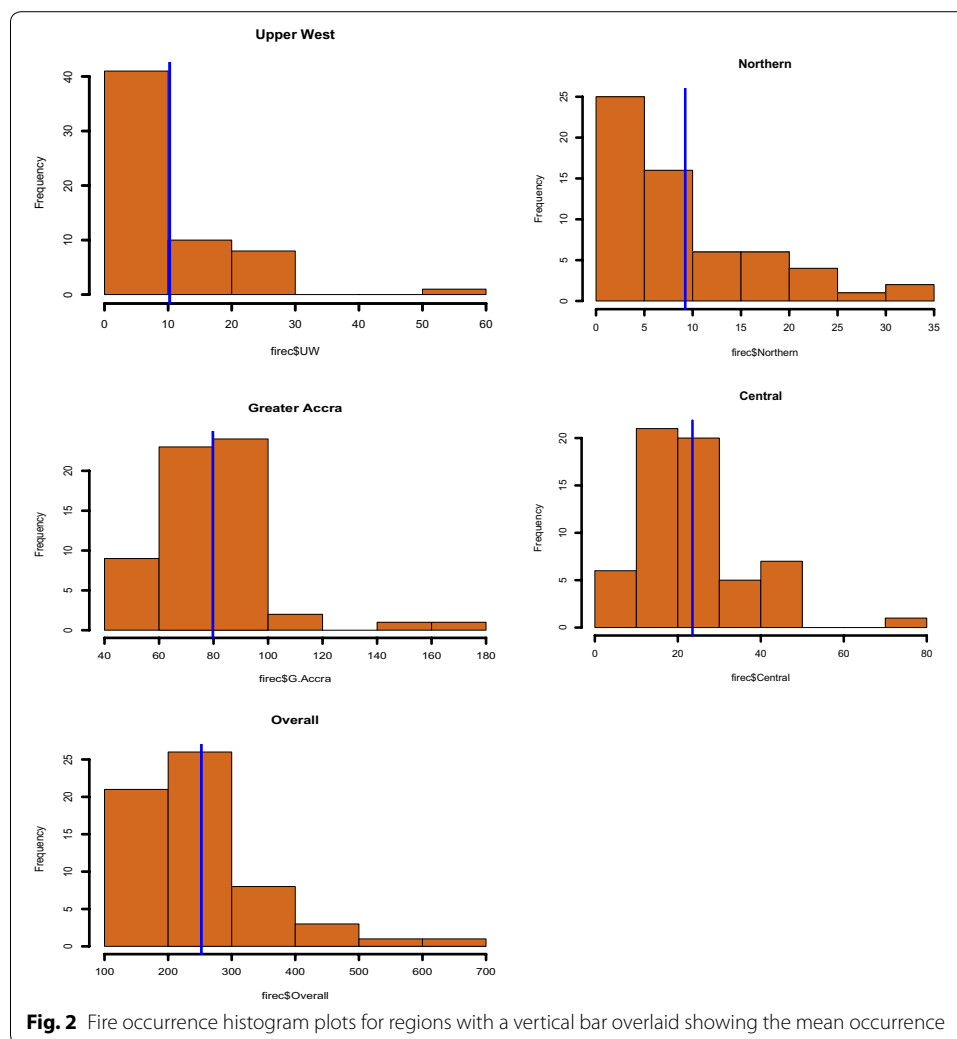 Upper West
Frequency
0 10 20 30 40
0 10 20 30 40 50 60
firec$UW
Northern
Frequency
0 5 10 15 20 25
0 5 10 15 20 25 30 35
firec$Northern
Greater Accra
Frequency
0 5 10 15 20
40 60 80 100 120 140 160 180
firec$G.Accra
Central
Frequency
0 5 10 15 20
0 20 40 60 80
firec$Central
Overall
Frequency
0 5 10 15 20 25
100 200 300 400 500 600 700
firec$Overall
Fig. 2 Fire occurrence histogram plots for regions with a vertical bar overlaid showing the mean occurrence